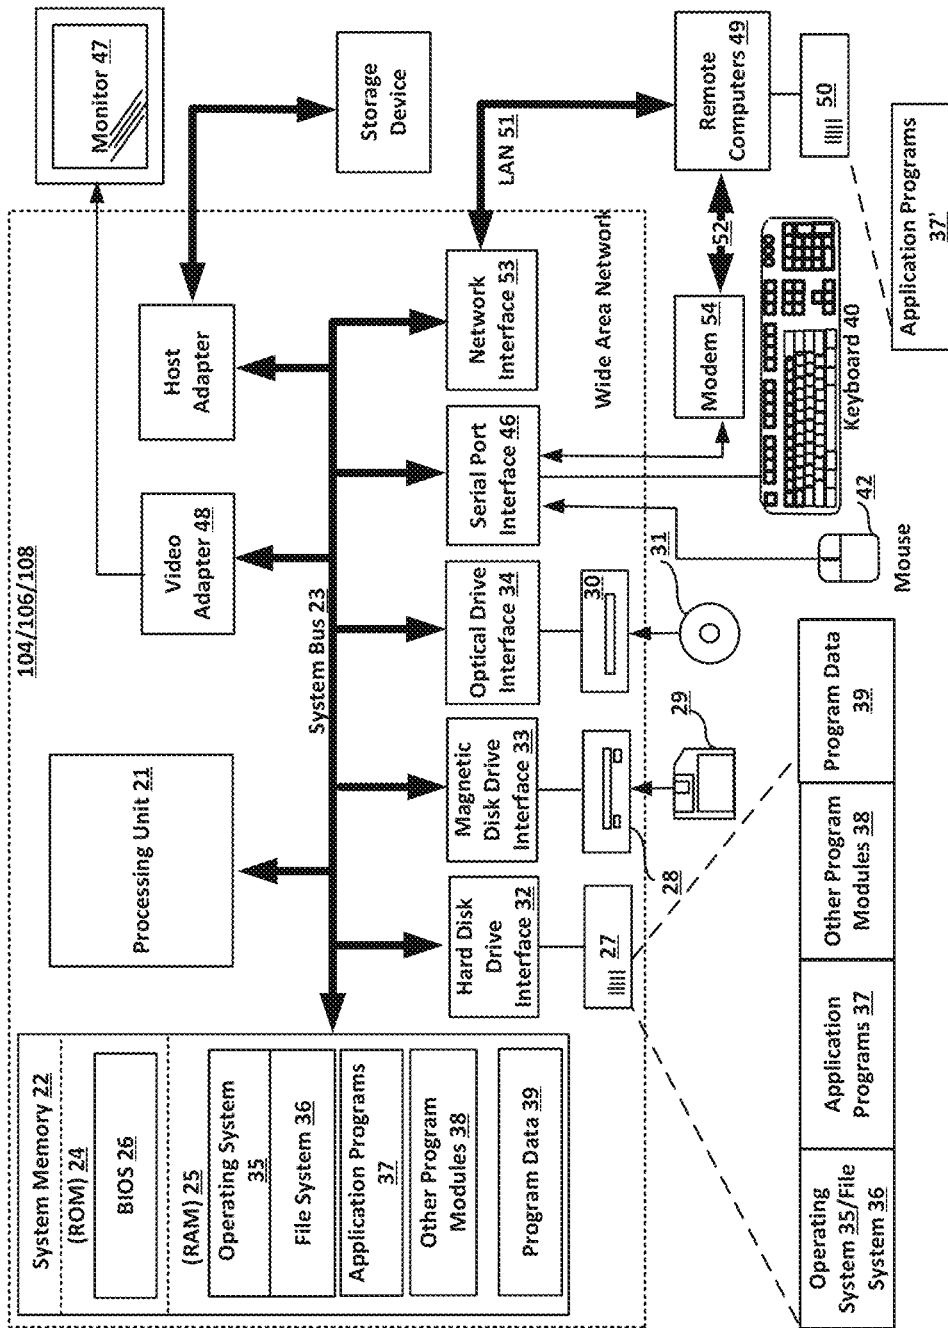 104/106/108
System Memory 22
(ROM) 24
BIOS 26
(RAM) 25
Operating System
35
File System 36
Application Programs
37
Other Program
Modules 38
Program Data 39
Processing Unit 21
Video
Adapter 48
Host
Adapter
Monitor 47
Storage
Device
System Bus 23
Hard Disk
Drive
Interface 32
Magnetic
Disk Drive
Interface 33
Optical Drive
Interface 34
Serial Port
Interface 46
Network
Interface 53
LAN 51
Wide Area Network
27
28
29
30
31
Modem 54
52
Remote
Computers 49
50
Keyboard 40
Mouse
42
Operating
System 35/File
System 36
Application
Programs 37
Other Program
Modules 38
Program Data
39
Application Programs
37'